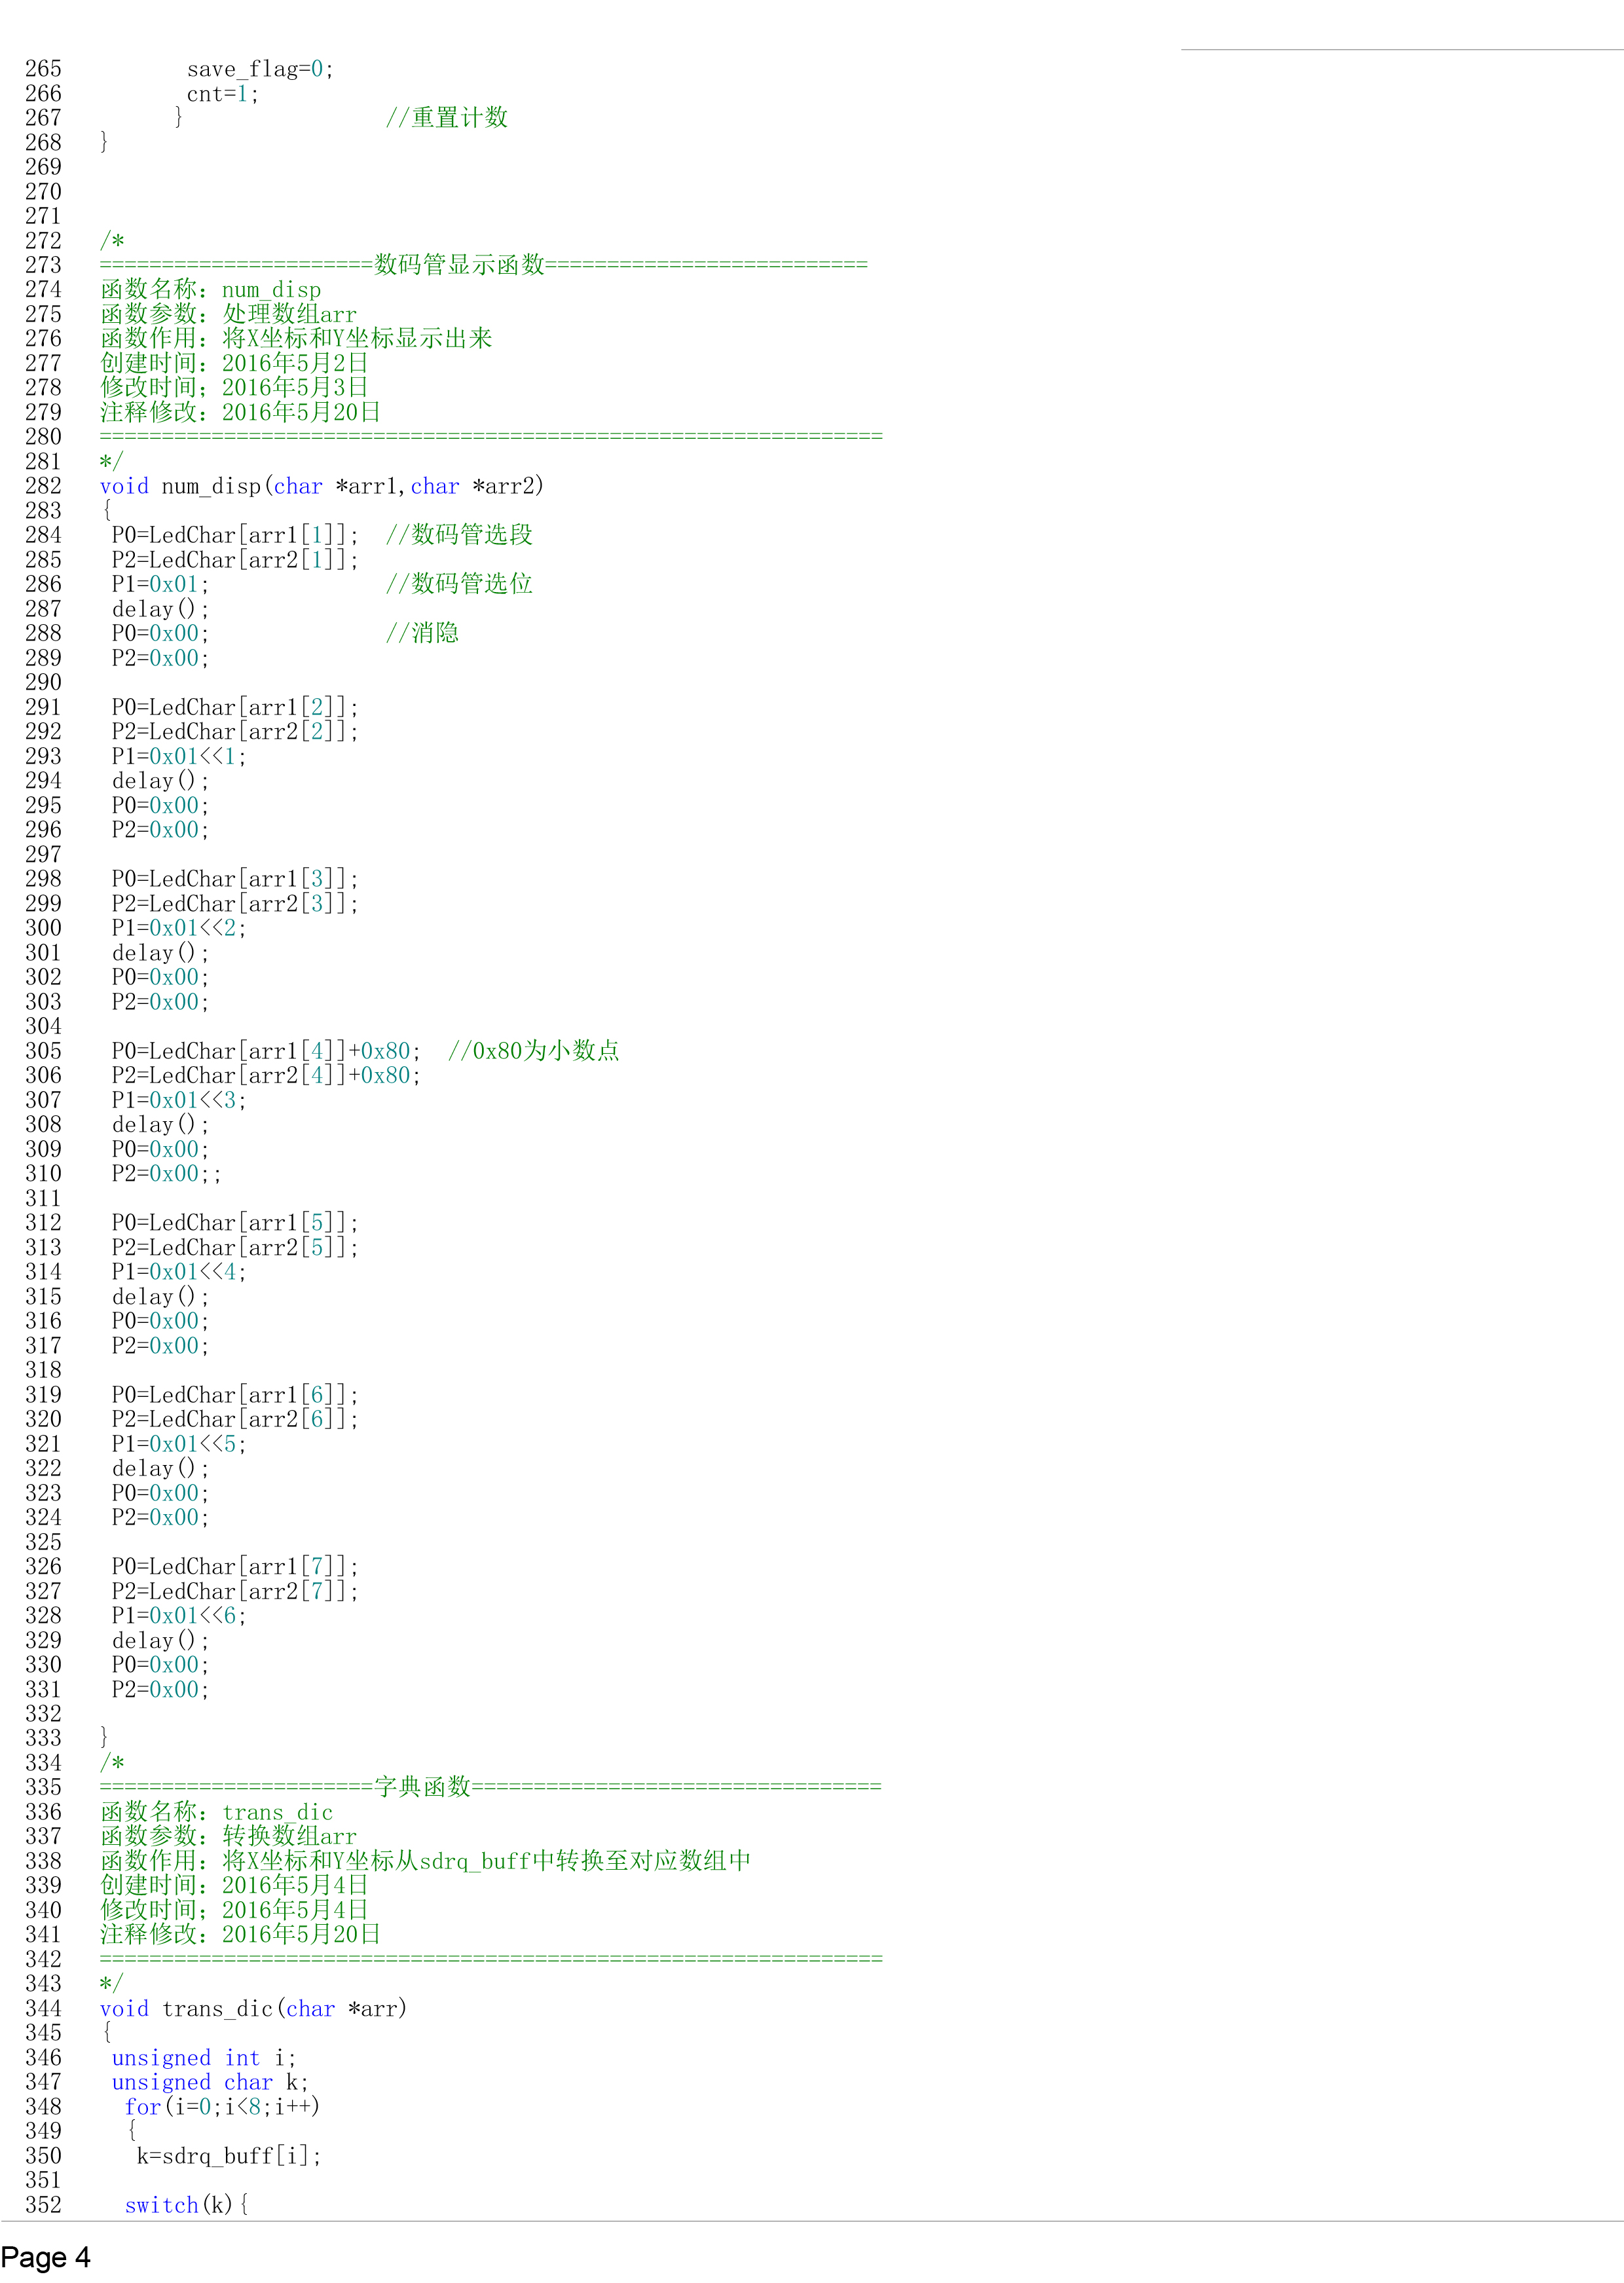 265 save_flag=0;
266 cnt=1;
267 } //重置计数
268 }
269
270
271
272 /*
273 ======================数码管显示函数==========================
274 函数名称：num_disp
275 函数参数：处理数组arr
276 函数作用：将X坐标和Y坐标显示出来
277 创建时间：2016年5月2日
278 修改时间；2016年5月3日
279 注释修改：2016年5月20日
280 ===============================================================
281 */
282 void num_disp(char *arr1,char *arr2)
283 {
284 P0=LedChar[arr1[1]]; //数码管选段
285 P2=LedChar[arr2[1]];
286 P1=0x01; //数码管选位
287 delay();
288 P0=0x00; //消隐
289 P2=0x00;
290
291 P0=LedChar[arr1[2]];
292 P2=LedChar[arr2[2]];
293 P1=0x01<<1;
294 delay();
295 P0=0x00;
296 P2=0x00;
297
298 P0=LedChar[arr1[3]];
299 P2=LedChar[arr2[3]];
300 P1=0x01<<2;
301 delay();
302 P0=0x00;
303 P2=0x00;
304
305 P0=LedChar[arr1[4]]+0x80; //0x80为小数点
306 P2=LedChar[arr2[4]]+0x80;
307 P1=0x01<<3;
308 delay();
309 P0=0x00;
310 P2=0x00;;
311
312 P0=LedChar[arr1[5]];
313 P2=LedChar[arr2[5]];
314 P1=0x01<<4;
315 delay();
316 P0=0x00;
317 P2=0x00;
318
319 P0=LedChar[arr1[6]];
320 P2=LedChar[arr2[6]];
321 P1=0x01<<5;
322 delay();
323 P0=0x00;
324 P2=0x00;
325
326 P0=LedChar[arr1[7]];
327 P2=LedChar[arr2[7]];
328 P1=0x01<<6;
329 delay();
330 P0=0x00;
331 P2=0x00;
332
333 }
334 /*
335 ======================字典函数=================================
336 函数名称：trans_dic
337 函数参数：转换数组arr
338 函数作用：将X坐标和Y坐标从sdrq_buff中转换至对应数组中
339 创建时间：2016年5月4日
340 修改时间；2016年5月4日
341 注释修改：2016年5月20日
342 ===============================================================
343 */
344 void trans_dic(char *arr)
345 {
346 unsigned int i;
347 unsigned char k;
348 for(i=0;i<8;i++)
349 {
350 k=sdrq_buff[i];
351
352 switch(k){
Page 4